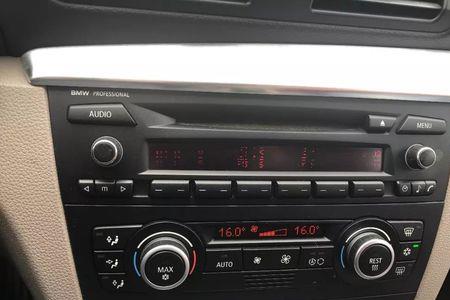 BMW PROFESSIONAL
AUDIO
MENU
m
16.0° 16.0°
MAX
AUTO
REST